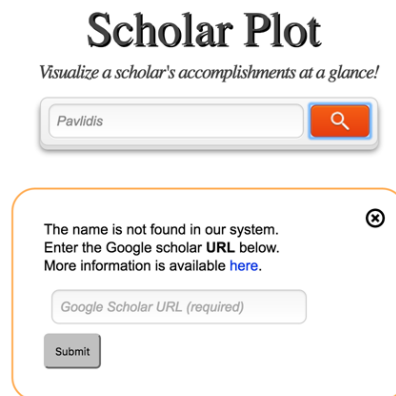 Scholar Plot
Visualize a scholar's accomplishments at a glance!
Pavlidis
The name is not found in our system.
Enter the Google scholar URL below.
More information is available here.
Google Scholar URL (required)
Submit